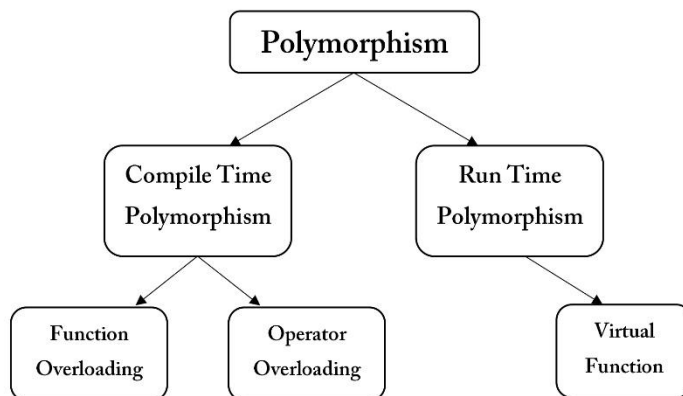 Polymorphism
Compile Time
Polymorphism
Run Time
Polymorphism
Function
Overloading
Operator
Overloading
Virtual
Function